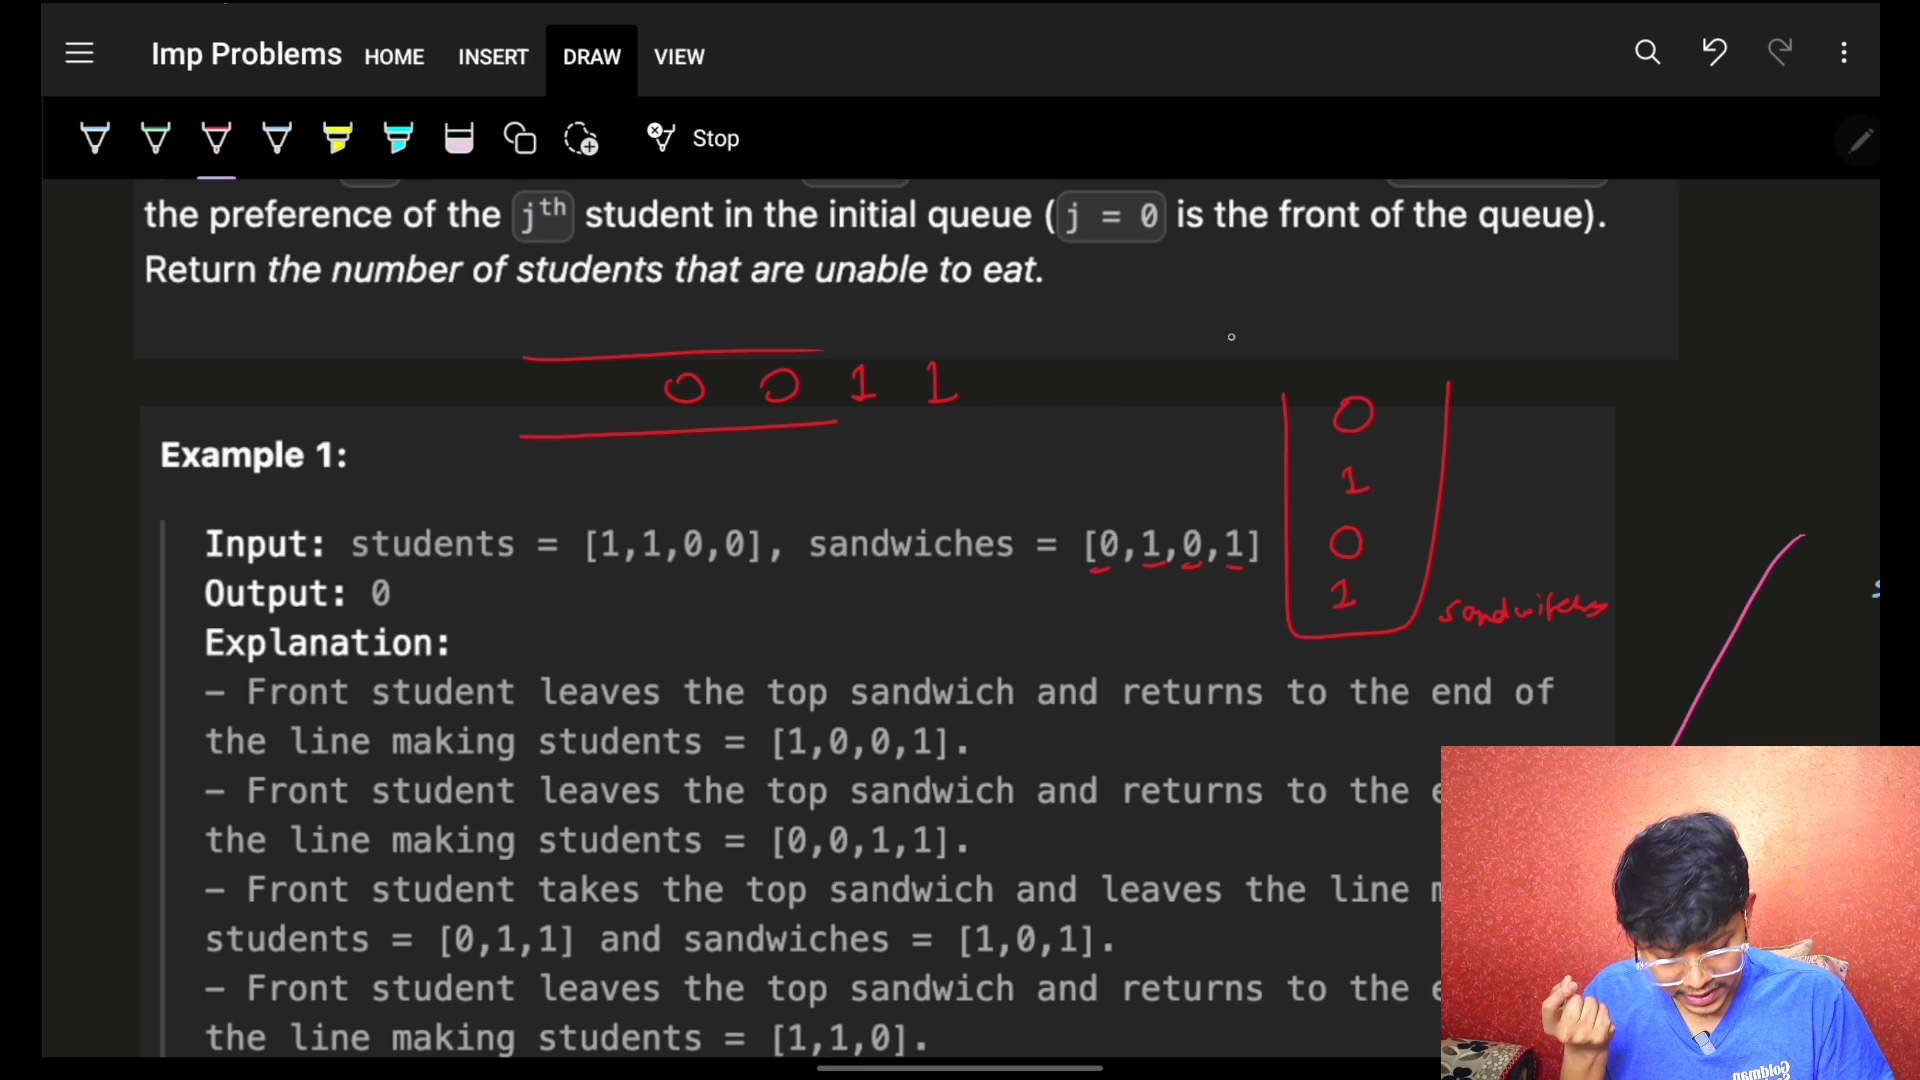 Imp Problems HOME INSERT DRAW VIEW
Stop
the preference of the jth student in the initial queue (j = 0 is the front of the queue).
Return the number of students that are unable to eat.
0 0 1 1
0
1
0
1
sandwitches
Example 1:
Input: students = [1,1,0,0], sandwiches = [0,1,0,1]
Output: 0
Explanation:
– Front student leaves the top sandwich and returns to the end of
the line making students = [1,0,0,1].
– Front student leaves the top sandwich and returns to the
the line making students = [0,0,1,1].
– Front student takes the top sandwich and leaves the line
students = [0,1,1] and sandwiches = [1,0,1].
– Front student leaves the top sandwich and returns to the
the line making students = [1,1,0].
Goldman